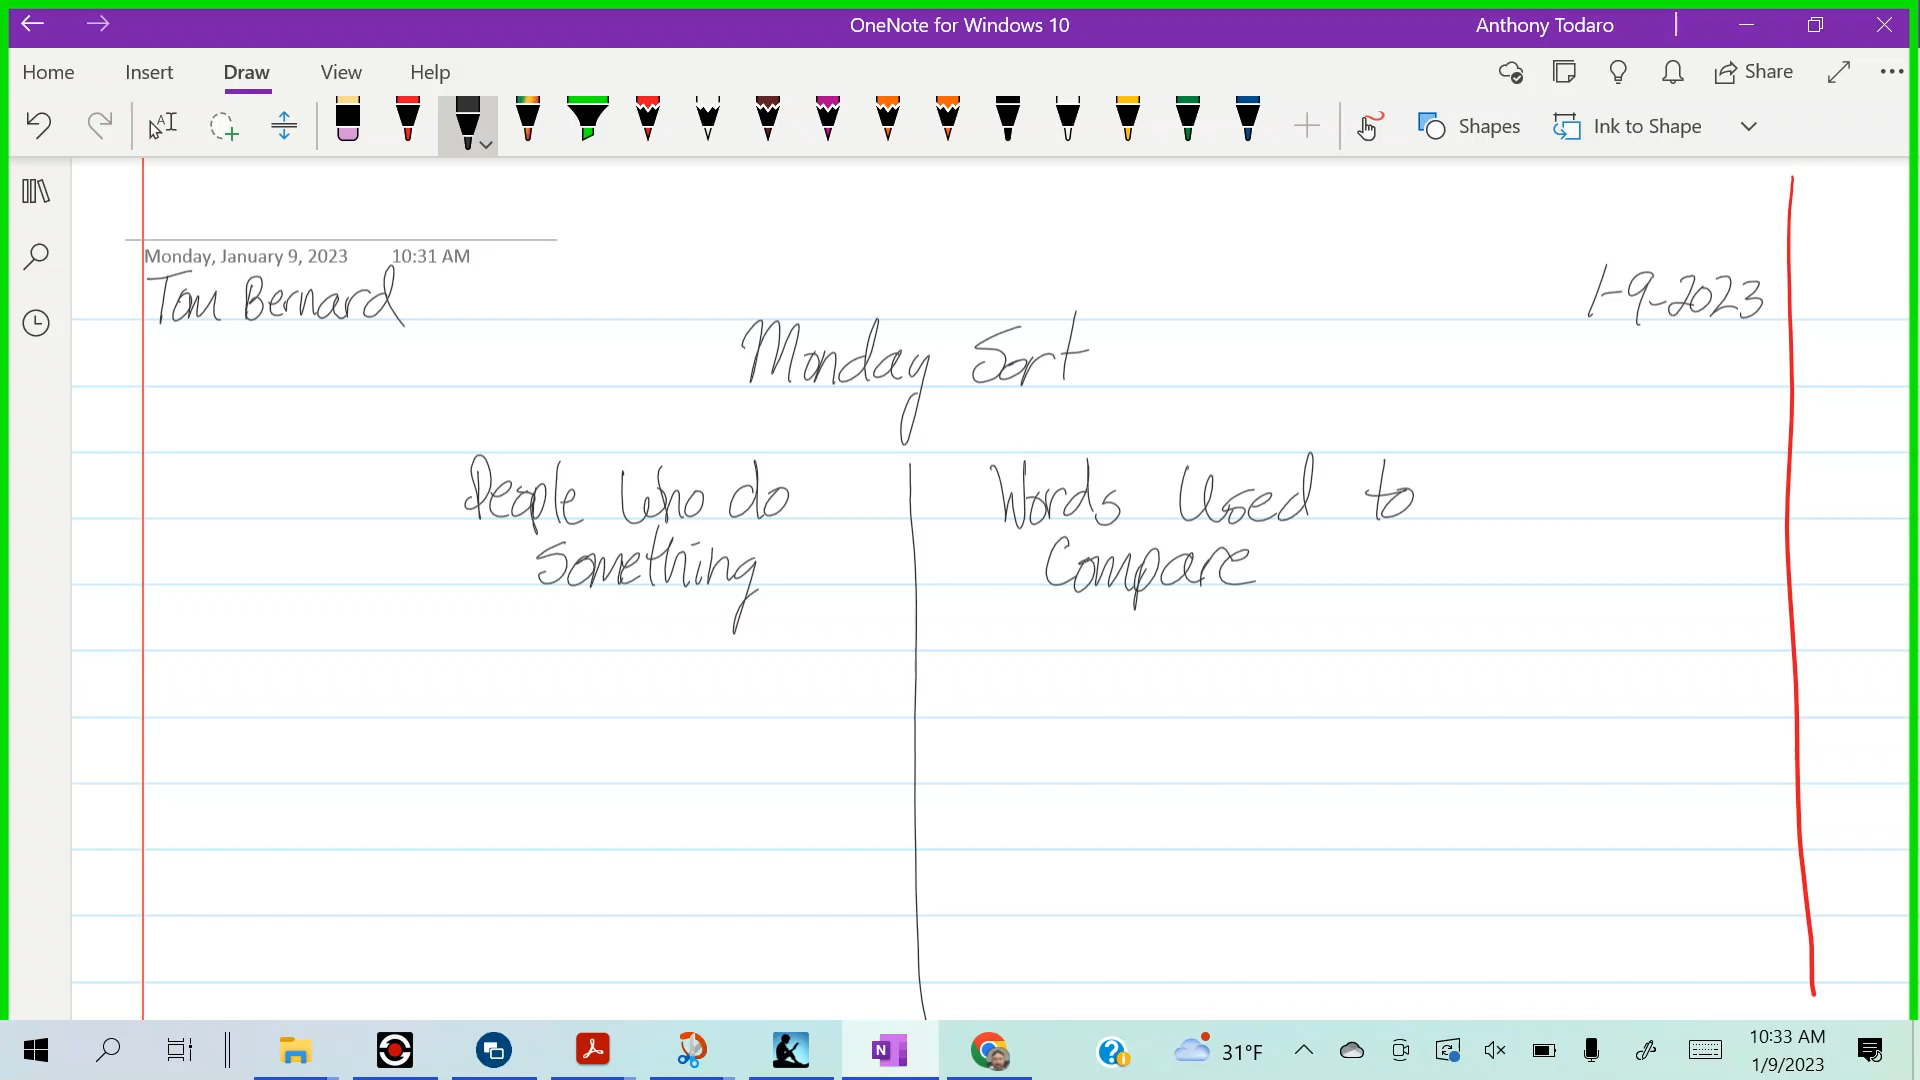 OneNote for Windows 10
Anthony Todaro
Home Insert Draw View Help
Share
Shapes
Ink to Shape
Monday, January 9, 2023 10:31 AM
Tom Bernard
1-9-2023
Monday Sort
People Who do
Something
Words Used to
Compare
31°F
10:33 AM
1/9/2023